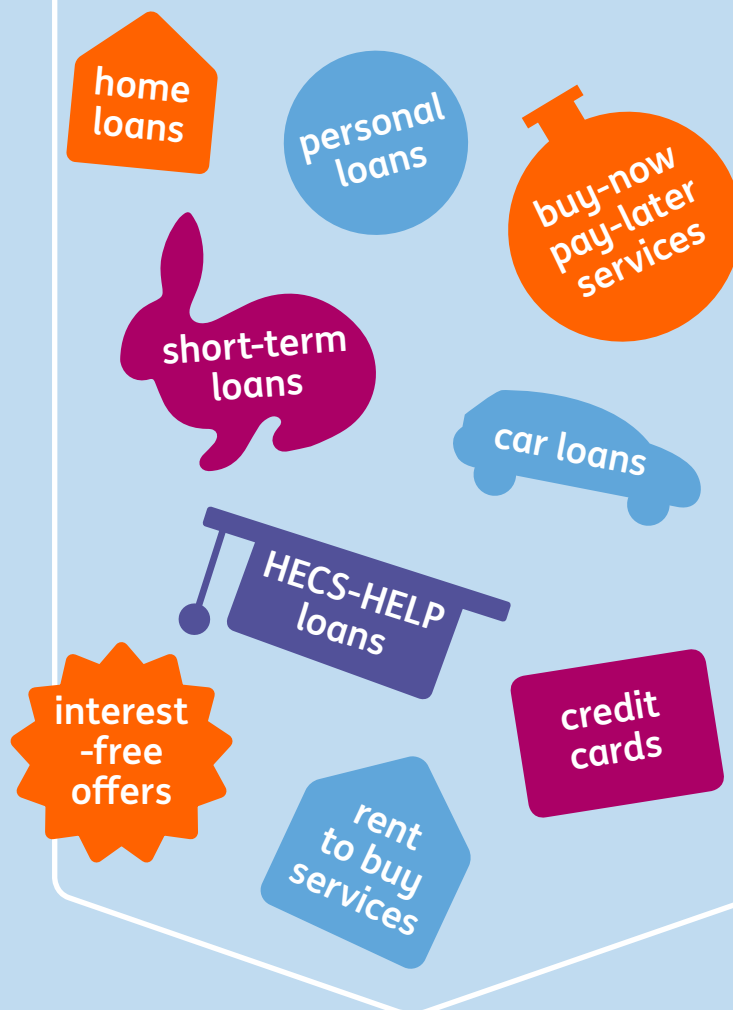 home
loans
personal
loans
buy-now
pay-later
services
short-term
loans
car loans
HECS-HELP
loans
interest
-free
offers
credit
cards
rent
to buy
services